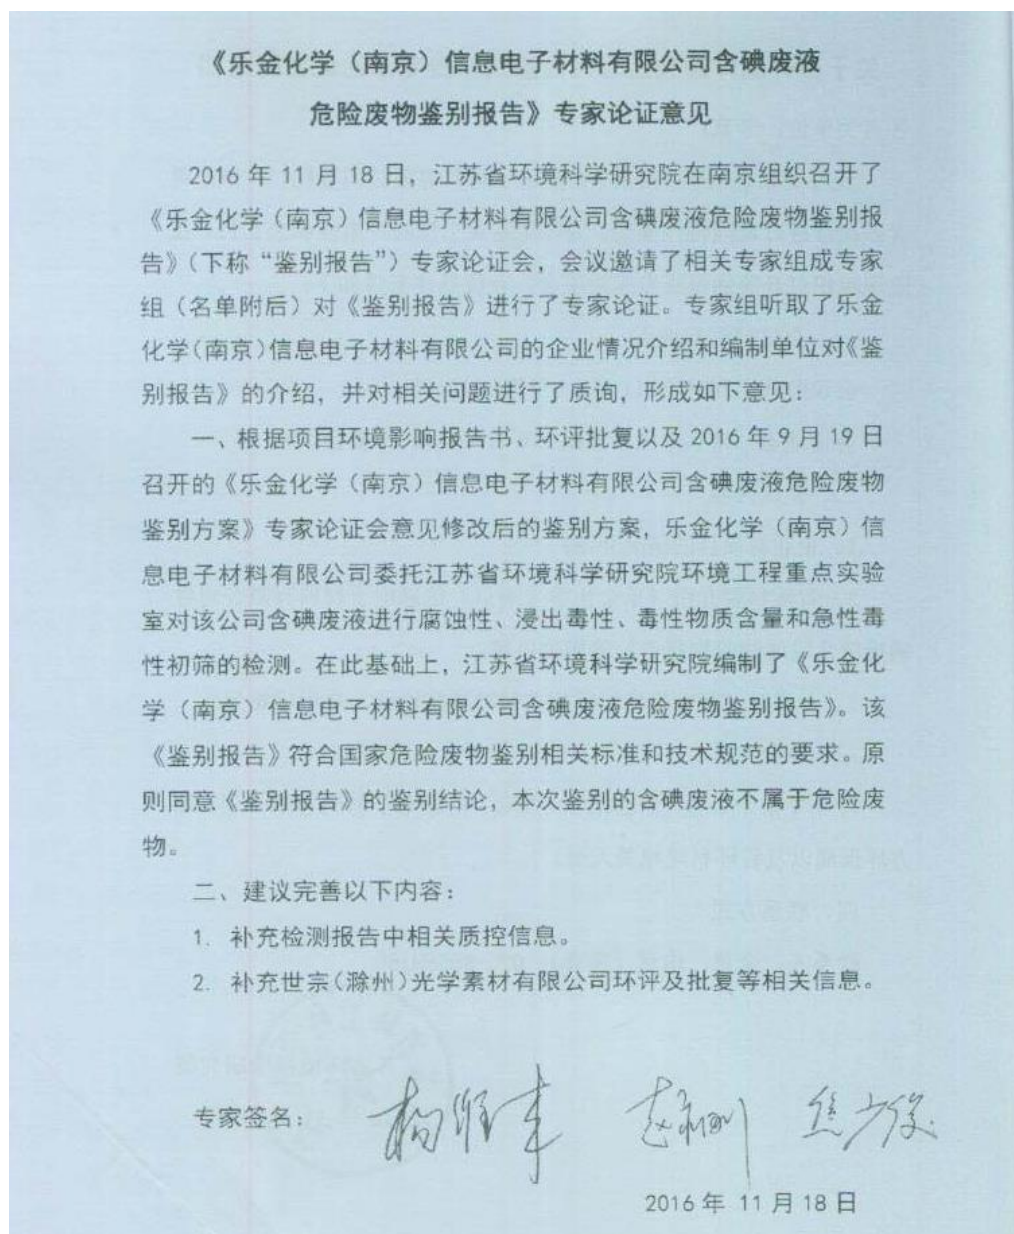 《乐金化学（南京）信息电子材料有限公司含碘废液
危险废物鉴别报告》专家论证意见
2016 年 11 月 18 日，江苏省环境科学研究院在南京组织召开了
《乐金化学（南京）信息电子材料有限公司含碘废液危险废物鉴别报
告》（下称“鉴别报告”）专家论证会，会议邀请了相关专家组成专家
组（名单附后）对《鉴别报告》进行了专家论证。专家组听取了乐金
化学（南京）信息电子材料有限公司的企业情况介绍和编制单位对《鉴
别报告》的介绍，并对相关问题进行了质询，形成如下意见：
一、根据项目环境影响报告书、环评批复以及 2016 年 9 月 19 日
召开的《乐金化学（南京）信息电子材料有限公司含碘废液危险废物
鉴别方案》专家论证会意见修改后的鉴别方案，乐金化学（南京）信
息电子材料有限公司委托江苏省环境科学研究院环境工程重点实验
室对该公司含碘废液进行腐蚀性、浸出毒性、毒性物质含量和急性毒
性初筛的检测。在此基础上，江苏省环境科学研究院编制了《乐金化
学（南京）信息电子材料有限公司含碘废液危险废物鉴别报告》。该
《鉴别报告》符合国家危险废物鉴别相关标准和技术规范的要求。原
则同意《鉴别报告》的鉴别结论，本次鉴别的含碘废液不属于危险废
物。
二、建议完善以下内容：
1. 补充检测报告中相关质控信息。
2. 补充世宗（滁州）光学素材有限公司环评及批复等相关信息。
专家签名：
2016 年 11 月 18 日